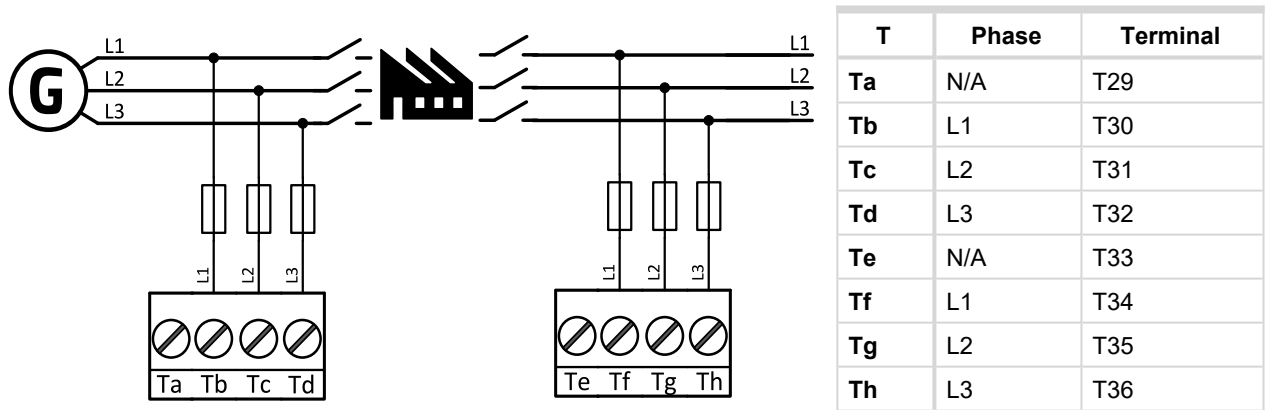 G
L1
L2
L3
L1
L2
L3
L1
L2
L3
Ta Tb Tc Td
L1
L2
L3
Te Tf Tg Th
T Phase Terminal
Ta N/A T29
Tb L1 T30
Tc L2 T31
Td L3 T32
Te N/A T33
Tf L1 T34
Tg L2 T35
Th L3 T36